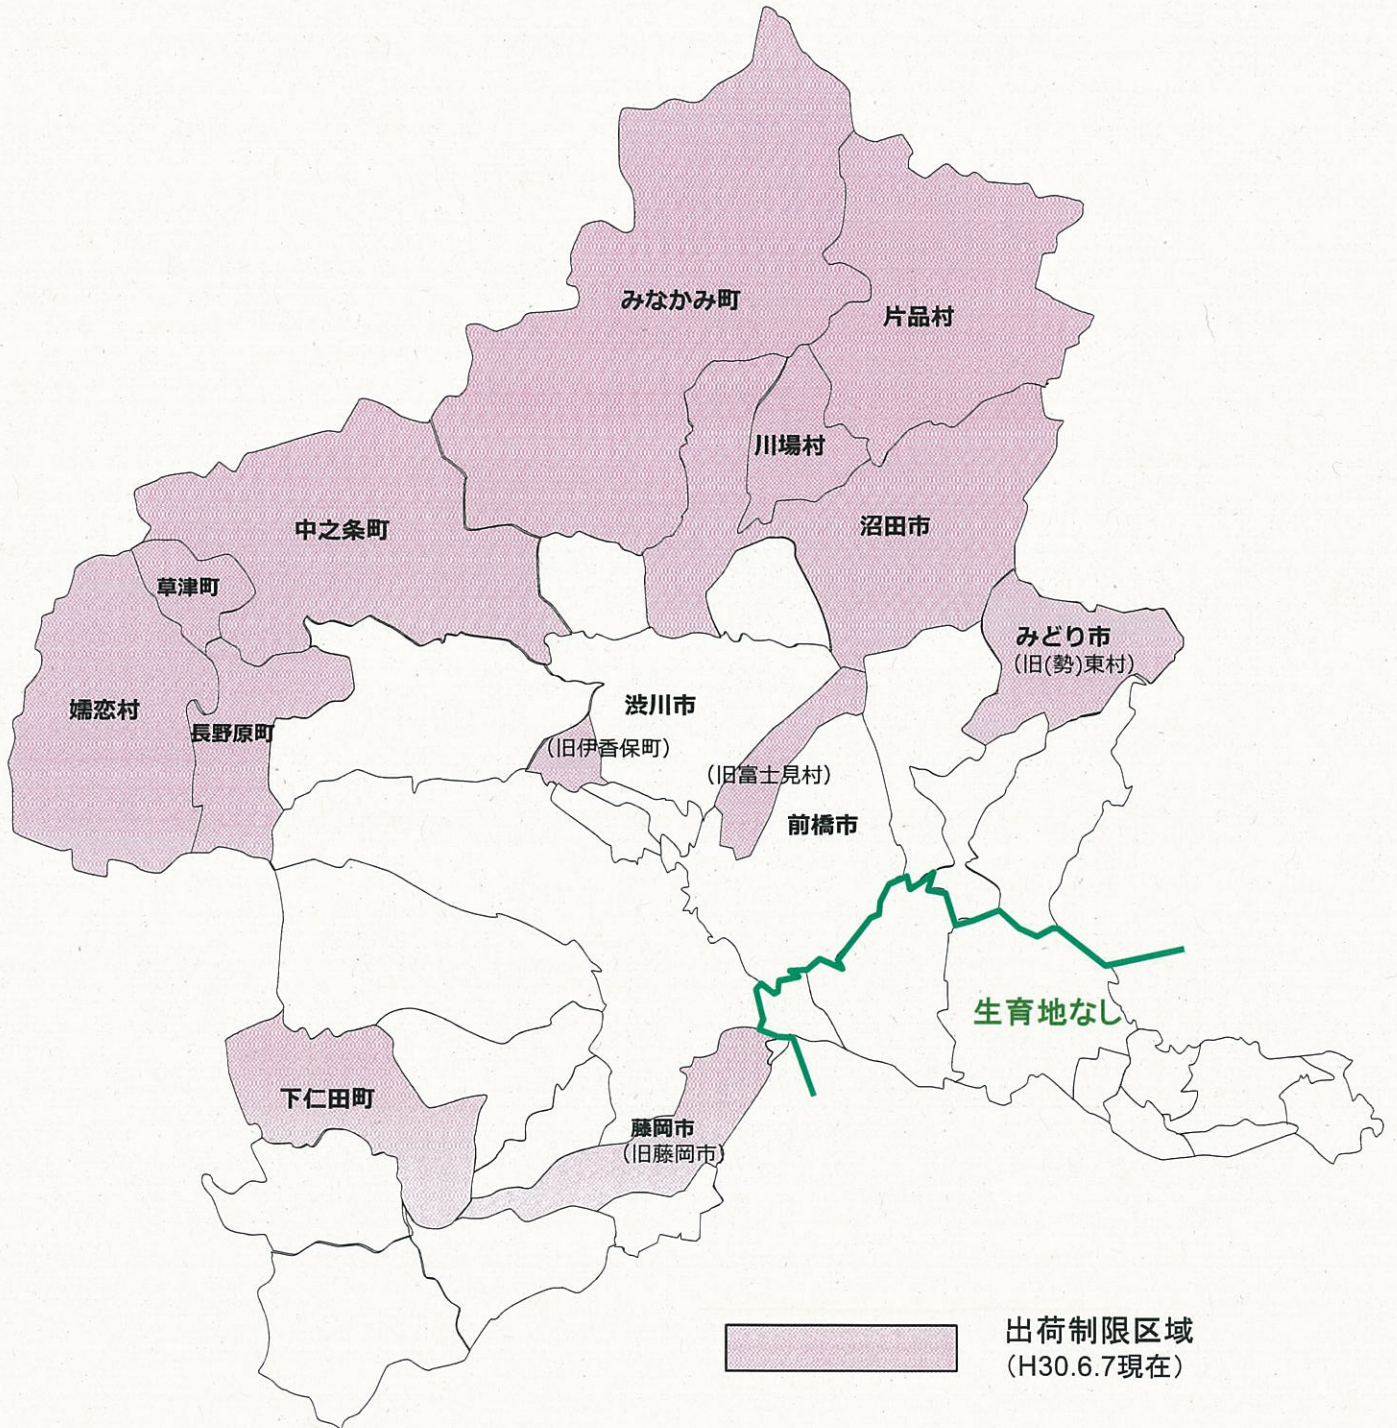 みなかみ町
片品村
川場村
中之条町
沼田市
草津町
みどり市
(旧(勢)東村)
嬬恋村
長野原町
渋川市
(旧伊香保町)
(旧富士見村)
前橋市
生育地なし
下仁田町
藤岡市
(旧藤岡市)
出荷制限区域
(H30.6.7現在)